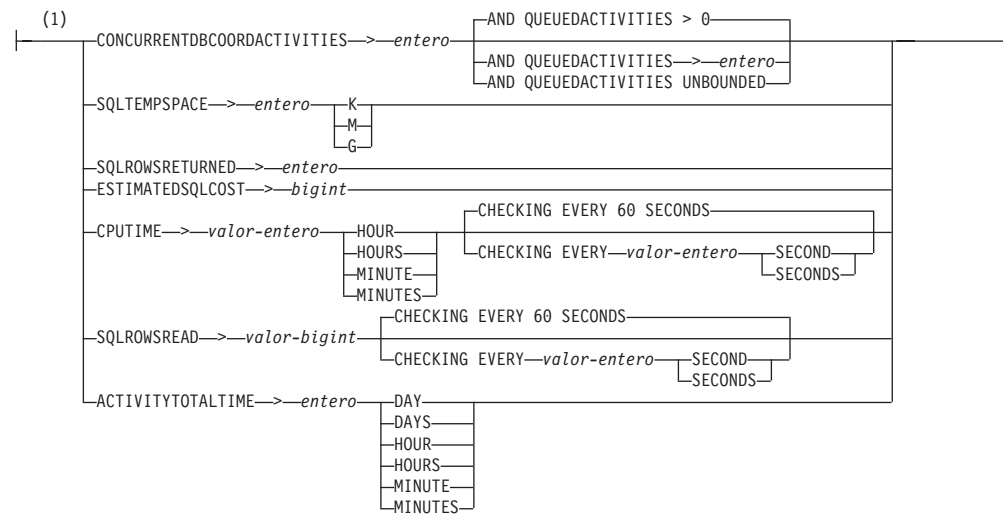 (1)
AND QUEUEDACTIVITIES > 0
CONCURRENTDBCOORDACTIVITIES > entero
AND QUEUEDACTIVITIES > entero
AND QUEUEDACTIVITIES UNBOUNDED
SQLTEMPSPACE > entero K
M
G
SQLROWSRETURNED > entero
ESTIMATEDSQLCOST > bigint
CHECKING EVERY 60 SECONDS
CPUTIME > valor-entero HOUR
HOURS CHECKING EVERY valor-entero SECOND
MINUTE SECONDS
MINUTES
CHECKING EVERY 60 SECONDS
SQLROWSREAD > valor-bigint
CHECKING EVERY valor-entero SECOND
SECONDS
ACTIVITYTOTALTIME > entero DAY
DAYS
HOUR
HOURS
MINUTE
MINUTES